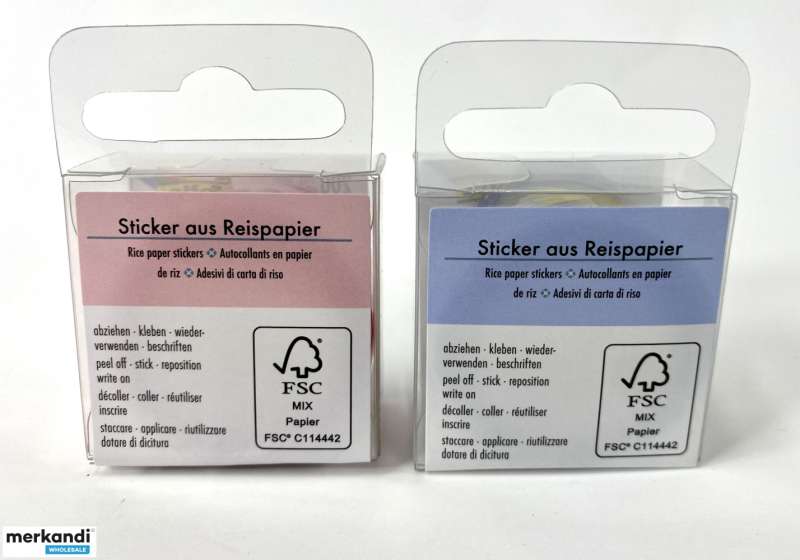 Sticker aus Reispapier
Rice paper stickers Autocollants en papier
de riz Adesivi di carta di riso
abziehen · kleben · wieder-
verwenden · beschriften
peel off · stick · reposition
write on
décoller · coller · réutiliser
inscrire
staccare · applicare · riutilizzare
dotare di dicitura
FSC
MIX
Papier
FSC® C114442
Sticker aus Reispapier
Rice paper stickers Autocollants en papier
de riz Adesivi di carta di riso
abziehen · kleben · wieder-
verwenden · beschriften
peel off · stick · reposition
write on
décoller · coller · réutiliser
inscrire
staccare · applicare · riutilizzare
dotare di dicitura
FSC
MIX
Papier
FSC® C114442
merkandi
WHOLESALE